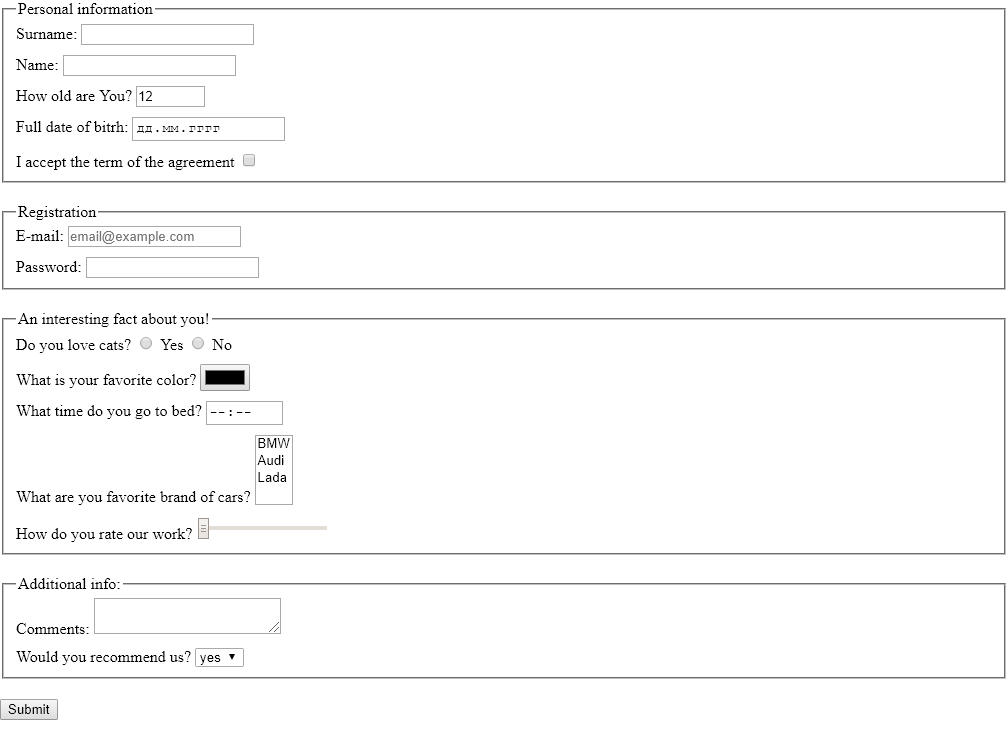 Personal information
Surname:
Name:
How old are You? 12
Full date of bitrh: дд.мм.гггг
I accept the term of the agreement
Registration
E-mail: email@example.com
Password:
An interesting fact about you!
Do you love cats? Yes No
What is your favorite color?
What time do you go to bed? --:--
BMW
Audi
Lada
What are you favorite brand of cars?
How do you rate our work?
Additional info:
Comments:
Would you recommend us? yes
Submit